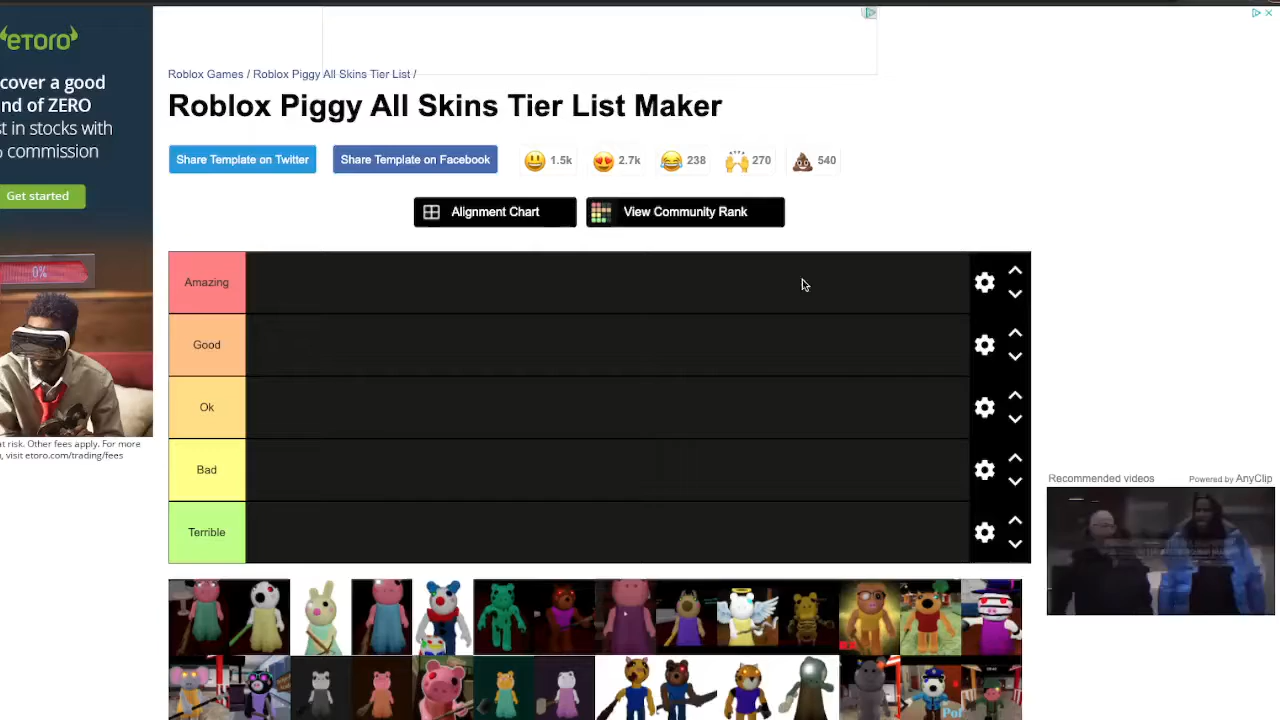 eToro
cover a good
nd of ZERO
st in stocks with
% commission
Get started
0%
at risk. Other fees apply. For more
n, visit etoro.com/trading/fees
Roblox Games / Roblox Piggy All Skins Tier List /
Roblox Piggy All Skins Tier List Maker
Share Template on Twitter
Share Template on Facebook
1.5k
2.7k
238
270
540
Alignment Chart
View Community Rank
Amazing
Good
Ok
Bad
Terrible
Recommended videos
Powered by AnyClip
Pol